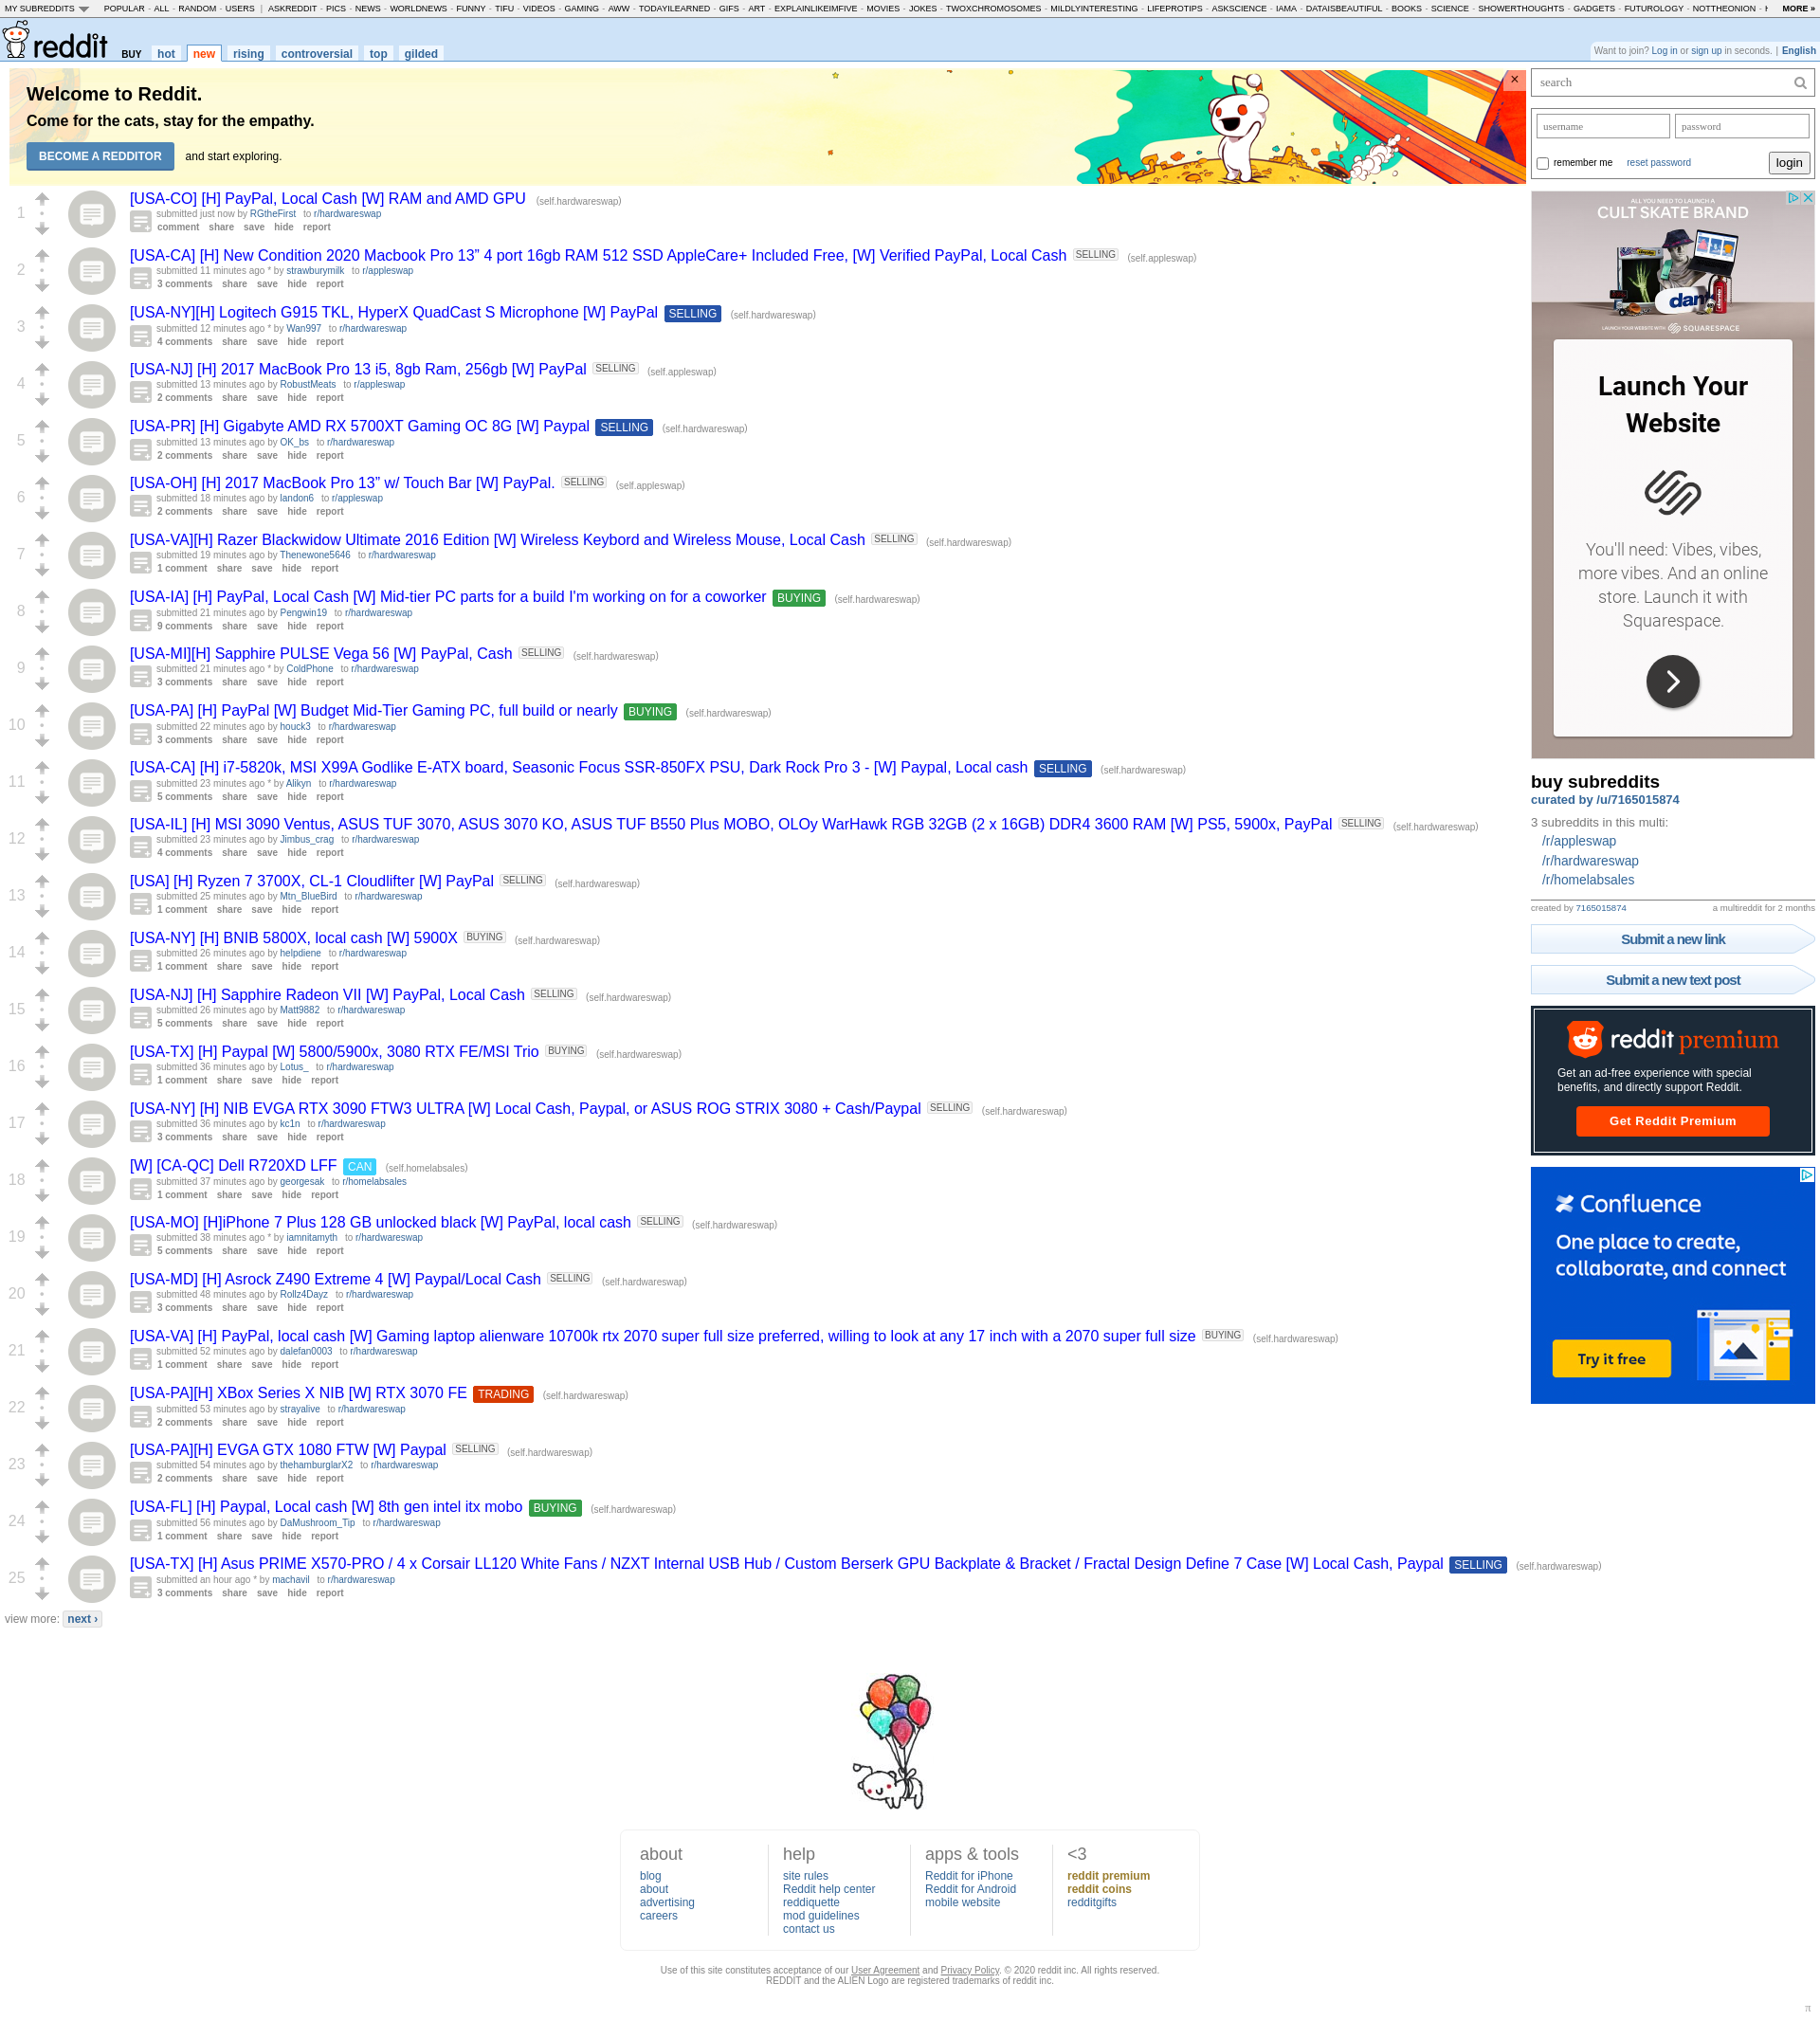 MY SUBREDDITS POPULAR - ALL - RANDOM - USERS | ASKREDDIT - PICS - NEWS - WORLDNEWS - FUNNY - TIFU - VIDEOS - GAMING - AWW - TODAYILEARNED - GIFS - ART - EXPLAINLIKEIMFIVE - MOVIES - JOKES - TWOXCHROMOSOMES - MILDLYINTERESTING - LIFEPROTIPS - ASKSCIENCE - IAMA - DATAISBEAUTIFUL - BOOKS - SCIENCE - SHOWERTHOUGHTS - GADGETS - FUTUROLOGY - NOTTHEONION - MORE »
reddit BUY hot new rising controversial top gilded
Want to join? Log in or sign up in seconds. | English
Welcome to Reddit.
Come for the cats, stay for the empathy.
BECOME A REDDITOR and start exploring.
×
1
[USA-CO] [H] PayPal, Local Cash [W] RAM and AMD GPU (self.hardwareswap)
submitted just now by RGtheFirst to r/hardwareswap
comment share save hide report
2
[USA-CA] [H] New Condition 2020 Macbook Pro 13” 4 port 16gb RAM 512 SSD AppleCare+ Included Free, [W] Verified PayPal, Local Cash SELLING (self.appleswap)
submitted 11 minutes ago * by strawburymilk to r/appleswap
3 comments share save hide report
3
[USA-NY][H] Logitech G915 TKL, HyperX QuadCast S Microphone [W] PayPal SELLING (self.hardwareswap)
submitted 12 minutes ago * by Wan997 to r/hardwareswap
4 comments share save hide report
4
[USA-NJ] [H] 2017 MacBook Pro 13 i5, 8gb Ram, 256gb [W] PayPal SELLING (self.appleswap)
submitted 13 minutes ago by RobustMeats to r/appleswap
2 comments share save hide report
5
[USA-PR] [H] Gigabyte AMD RX 5700XT Gaming OC 8G [W] Paypal SELLING (self.hardwareswap)
submitted 13 minutes ago by OK_bs to r/hardwareswap
2 comments share save hide report
6
[USA-OH] [H] 2017 MacBook Pro 13” w/ Touch Bar [W] PayPal. SELLING (self.appleswap)
submitted 18 minutes ago by landon6 to r/appleswap
2 comments share save hide report
7
[USA-VA][H] Razer Blackwidow Ultimate 2016 Edition [W] Wireless Keybord and Wireless Mouse, Local Cash SELLING (self.hardwareswap)
submitted 19 minutes ago by Thenewone5646 to r/hardwareswap
1 comment share save hide report
8
[USA-IA] [H] PayPal, Local Cash [W] Mid-tier PC parts for a build I'm working on for a coworker BUYING (self.hardwareswap)
submitted 21 minutes ago by Pengwin19 to r/hardwareswap
9 comments share save hide report
9
[USA-MI][H] Sapphire PULSE Vega 56 [W] PayPal, Cash SELLING (self.hardwareswap)
submitted 21 minutes ago * by ColdPhone to r/hardwareswap
3 comments share save hide report
10
[USA-PA] [H] PayPal [W] Budget Mid-Tier Gaming PC, full build or nearly BUYING (self.hardwareswap)
submitted 22 minutes ago by houck3 to r/hardwareswap
3 comments share save hide report
11
[USA-CA] [H] i7-5820k, MSI X99A Godlike E-ATX board, Seasonic Focus SSR-850FX PSU, Dark Rock Pro 3 - [W] Paypal, Local cash SELLING (self.hardwareswap)
submitted 23 minutes ago * by Alikyn to r/hardwareswap
5 comments share save hide report
12
[USA-IL] [H] MSI 3090 Ventus, ASUS TUF 3070, ASUS 3070 KO, ASUS TUF B550 Plus MOBO, OLOy WarHawk RGB 32GB (2 x 16GB) DDR4 3600 RAM [W] PS5, 5900x, PayPal SELLING (self.hardwareswap)
submitted 23 minutes ago by Jimbus_crag to r/hardwareswap
4 comments share save hide report
13
[USA] [H] Ryzen 7 3700X, CL-1 Cloudlifter [W] PayPal SELLING (self.hardwareswap)
submitted 25 minutes ago by Mtn_BlueBird to r/hardwareswap
1 comment share save hide report
14
[USA-NY] [H] BNIB 5800X, local cash [W] 5900X BUYING (self.hardwareswap)
submitted 26 minutes ago by helpdiene to r/hardwareswap
1 comment share save hide report
15
[USA-NJ] [H] Sapphire Radeon VII [W] PayPal, Local Cash SELLING (self.hardwareswap)
submitted 26 minutes ago by Matt9882 to r/hardwareswap
5 comments share save hide report
16
[USA-TX] [H] Paypal [W] 5800/5900x, 3080 RTX FE/MSI Trio BUYING (self.hardwareswap)
submitted 36 minutes ago by Lotus_ to r/hardwareswap
1 comment share save hide report
17
[USA-NY] [H] NIB EVGA RTX 3090 FTW3 ULTRA [W] Local Cash, Paypal, or ASUS ROG STRIX 3080 + Cash/Paypal SELLING (self.hardwareswap)
submitted 36 minutes ago by kc1n to r/hardwareswap
3 comments share save hide report
18
[W] [CA-QC] Dell R720XD LFF CAN (self.homelabsales)
submitted 37 minutes ago by georgesak to r/homelabsales
1 comment share save hide report
19
[USA-MO] [H]iPhone 7 Plus 128 GB unlocked black [W] PayPal, local cash SELLING (self.hardwareswap)
submitted 38 minutes ago * by iamnitamyth to r/hardwareswap
5 comments share save hide report
20
[USA-MD] [H] Asrock Z490 Extreme 4 [W] Paypal/Local Cash SELLING (self.hardwareswap)
submitted 48 minutes ago by Rollz4Dayz to r/hardwareswap
3 comments share save hide report
21
[USA-VA] [H] PayPal, local cash [W] Gaming laptop alienware 10700k rtx 2070 super full size preferred, willing to look at any 17 inch with a 2070 super full size BUYING (self.hardwareswap)
submitted 52 minutes ago by dalefan0003 to r/hardwareswap
1 comment share save hide report
22
[USA-PA][H] XBox Series X NIB [W] RTX 3070 FE TRADING (self.hardwareswap)
submitted 53 minutes ago by strayalive to r/hardwareswap
2 comments share save hide report
23
[USA-PA][H] EVGA GTX 1080 FTW [W] Paypal SELLING (self.hardwareswap)
submitted 54 minutes ago by thehamburglarX2 to r/hardwareswap
2 comments share save hide report
24
[USA-FL] [H] Paypal, Local cash [W] 8th gen intel itx mobo BUYING (self.hardwareswap)
submitted 56 minutes ago by DaMushroom_Tip to r/hardwareswap
1 comment share save hide report
25
[USA-TX] [H] Asus PRIME X570-PRO / 4 x Corsair LL120 White Fans / NZXT Internal USB Hub / Custom Berserk GPU Backplate & Bracket / Fractal Design Define 7 Case [W] Local Cash, Paypal SELLING (self.hardwareswap)
submitted an hour ago * by machavil to r/hardwareswap
3 comments share save hide report
view more: next ›
search
username password
remember me reset password login
ALL YOU NEED TO LAUNCH A
CULT SKATE BRAND
dam
LAUNCH YOUR WEBSITE WITH SQUARESPACE
Launch Your
Website
You'll need: Vibes, vibes,
more vibes. And an online
store. Launch it with
Squarespace.
buy subreddits
curated by /u/7165015874
3 subreddits in this multi:
/r/appleswap
/r/hardwareswap
/r/homelabsales
created by 7165015874 a multireddit for 2 months
Submit a new link
Submit a new text post
reddit premium
Get an ad-free experience with special
benefits, and directly support Reddit.
Get Reddit Premium
Confluence
One place to create,
collaborate, and connect
Try it free
about
blog
about
advertising
careers
help
site rules
Reddit help center
reddiquette
mod guidelines
contact us
apps & tools
Reddit for iPhone
Reddit for Android
mobile website
<3
reddit premium
reddit coins
redditgifts
Use of this site constitutes acceptance of our User Agreement and Privacy Policy. © 2020 reddit inc. All rights reserved.
REDDIT and the ALIEN Logo are registered trademarks of reddit inc.
π